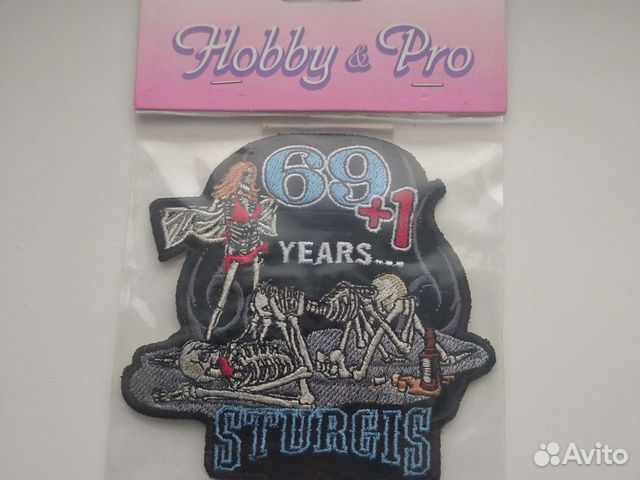 Hobby & Pro
69
+1
YEARS...
STURGIS
Avito